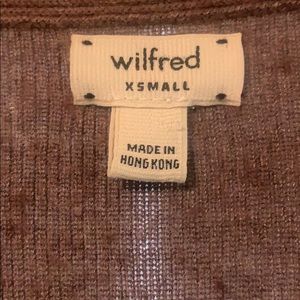 wilfred
XSMALL
MADE IN
HONG KONG